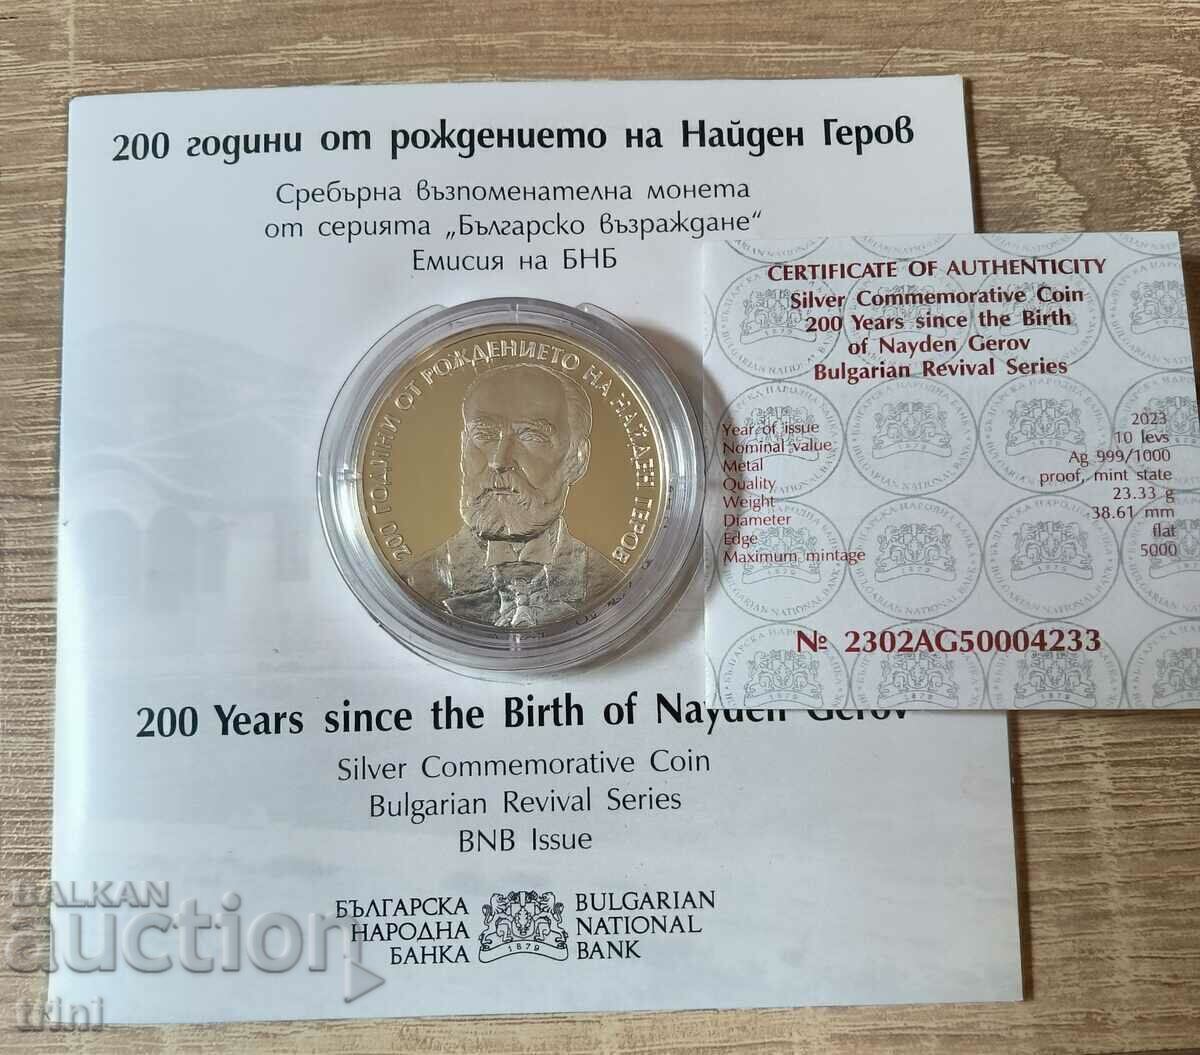 200 години от рождението на Найден Геров
Сребърна възпоменателна монета
от серията „Българско възраждане“
Емисия на БНБ
200 ГОДИНИ ОТ РОЖДЕНИЕТО НА НАЙДЕН ГЕРОВ
CERTIFICATE OF AUTHENTICITY
Silver Commemorative Coin
200 Years since the Birth
of Nayden Gerov
Bulgarian Revival Series
Year of issue 2023
Nominal value 10 levs
Metal Ag 999/1000
Quality proof, mint state
Weight 23.33 g
Diameter 38.61 mm
Edge flat
Maximum mintage 5000
№ 2302AG50004233
200 Years since the Birth of Nayden Gerov
Silver Commemorative Coin
Bulgarian Revival Series
BNB Issue
БЪЛГАРСКА
НАРОДНА
БАНКА
1879
BULGARIAN
NATIONAL
BANK
BALKAN
auction
trini